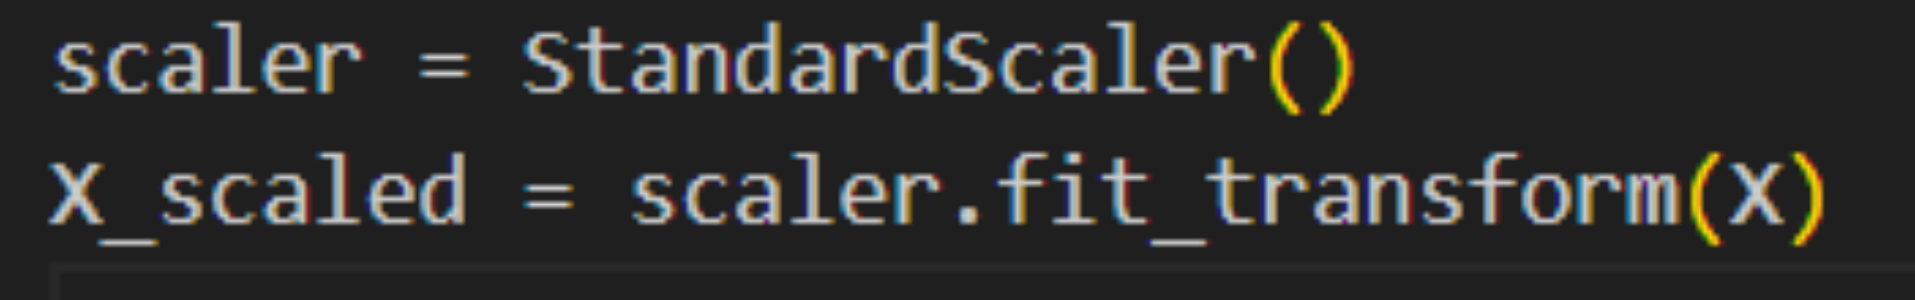 scaler = StandardScaler()
X_scaled = scaler.fit_transform(X)